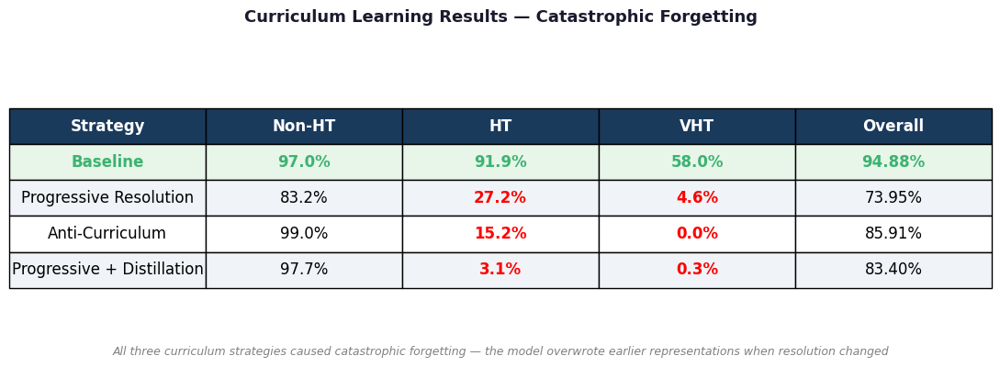 Curriculum Learning Results — Catastrophic Forgetting
Strategy Non-HT HT VHT Overall
Baseline 97.0% 91.9% 58.0% 94.88%
Progressive Resolution 83.2% 27.2% 4.6% 73.95%
Anti-Curriculum 99.0% 15.2% 0.0% 85.91%
Progressive + Distillation 97.7% 3.1% 0.3% 83.40%
All three curriculum strategies caused catastrophic forgetting — the model overwrote earlier representations when resolution changed